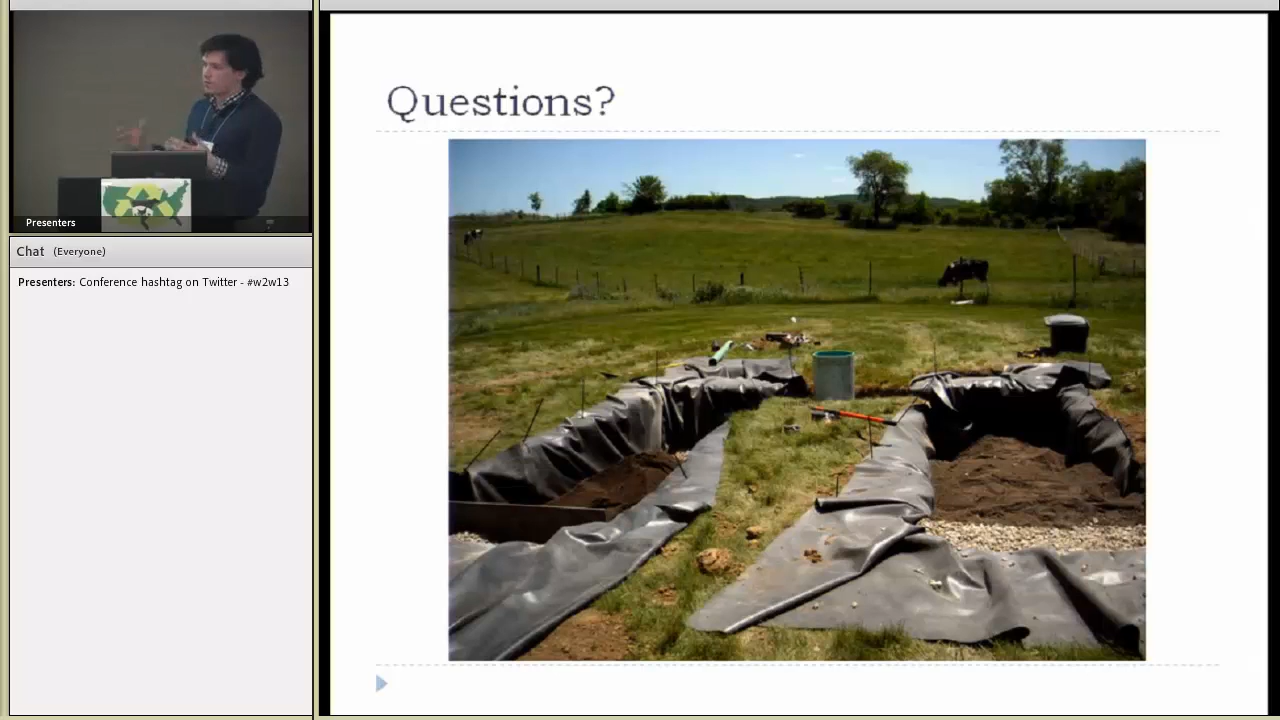 Presenters
Chat (Everyone)
Presenters: Conference hashtag on Twitter - #w2w13
Questions?